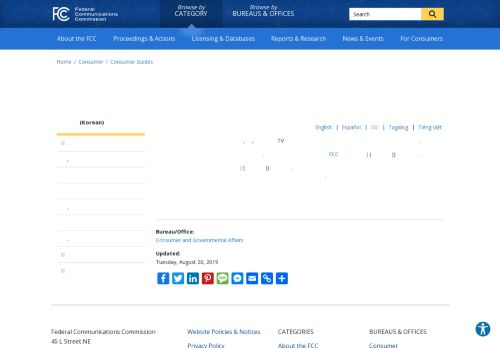 Browse by
CATEGORY
Browse by
BUREAUS & OFFICES
FCC Federal Communications Commission
Search
About the FCC Proceedings & Actions Licensing & Databases Reports & Research News & Events For Consumers
Home / Consumer / Consumer Guides
(Korean)
English | Español | | Tagalog | Tiếng Việt
, , TV .
. FCC ( ( )) .
( ( )) .
.
,
,
,
Bureau/Office:
Consumer and Governmental Affairs
Updated:
Tuesday, August 20, 2019
Federal Communications Commission
45 L Street NE
Website Policies & Notices
Privacy Policy
CATEGORIES
About the FCC
BUREAUS & OFFICES
Consumer